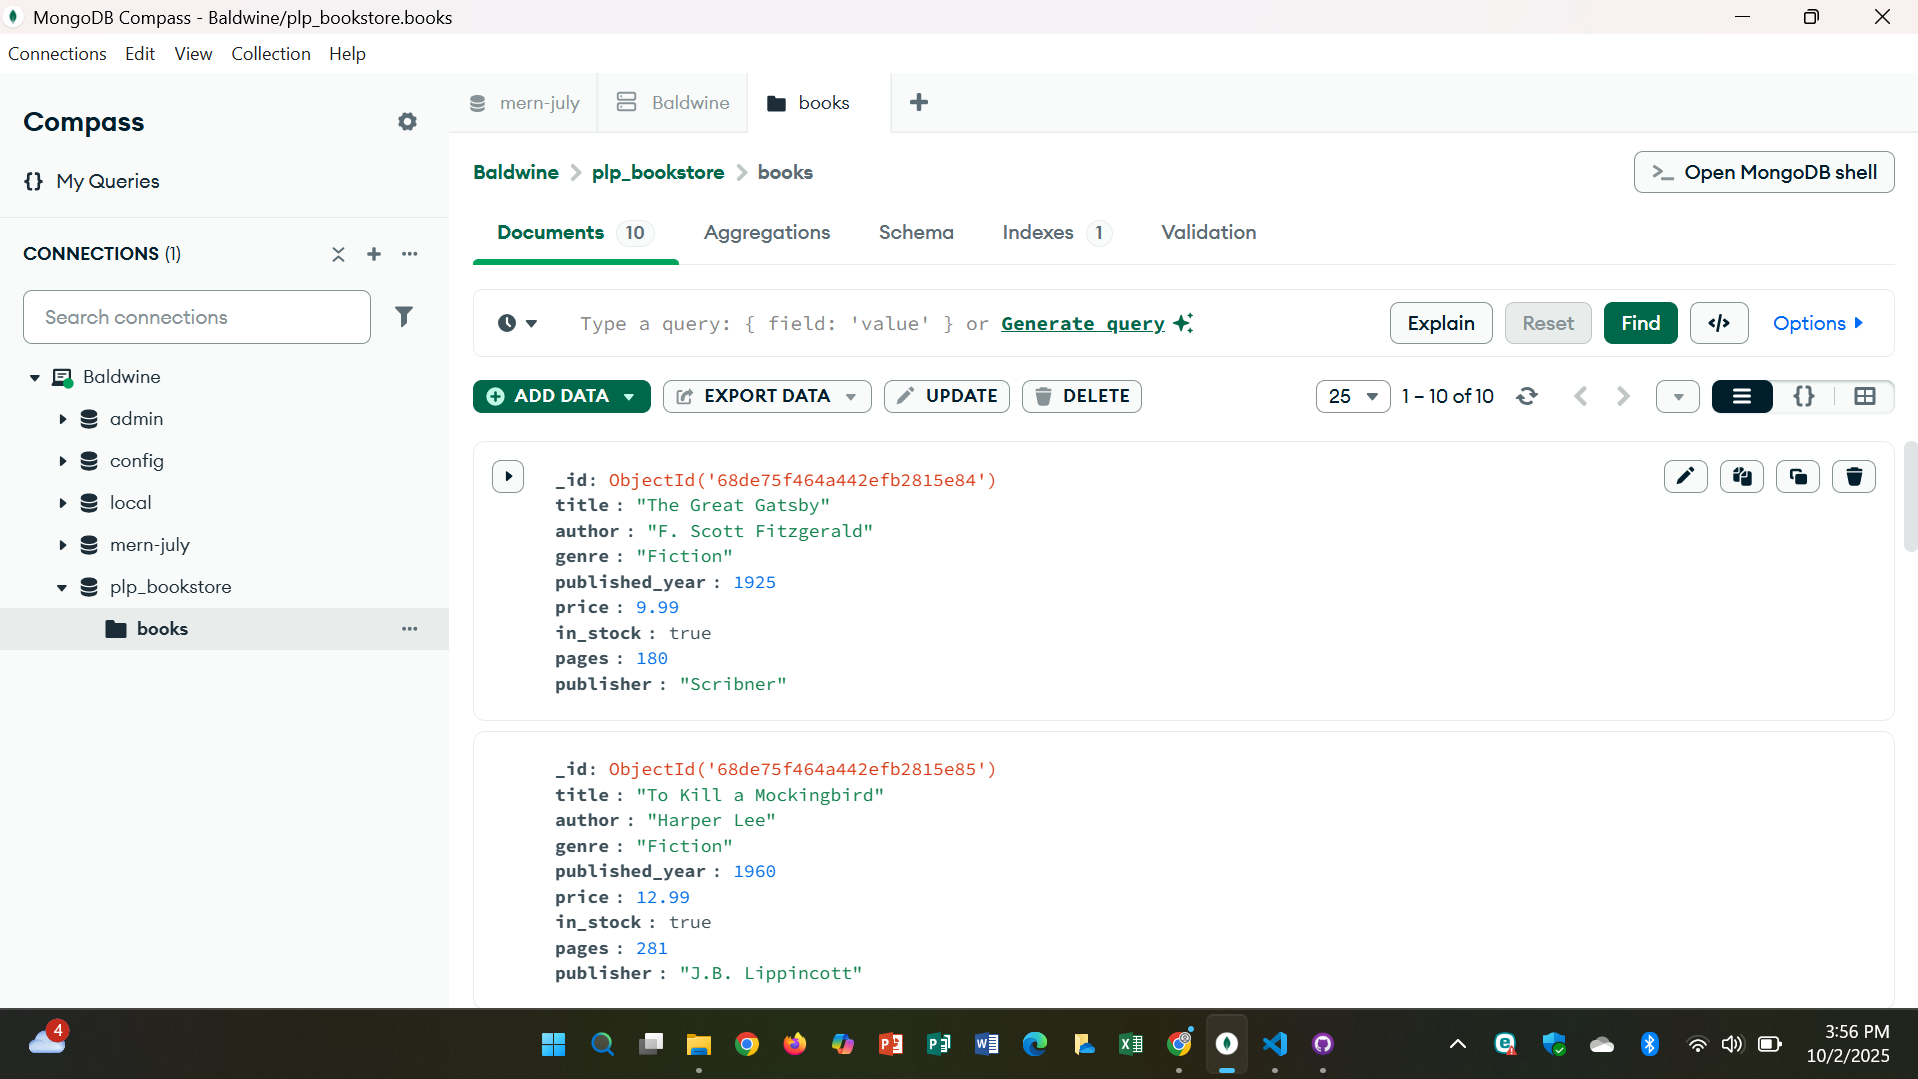 MongoDB Compass - Baldwine/plp_bookstore.books
Connections Edit View Collection Help
Compass
{} My Queries
CONNECTIONS (1)
Search connections
Baldwine
admin
config
local
mern-july
plp_bookstore
books
mern-july Baldwine books
Baldwine > plp_bookstore > books
>_ Open MongoDB shell
Documents 10 Aggregations Schema Indexes 1 Validation
Type a query: { field: 'value' } or Generate query
Explain Reset Find </> Options
ADD DATA EXPORT DATA UPDATE DELETE
25 1 – 10 of 10 {}
_id: ObjectId('68de75f464a442efb2815e84')
title : "The Great Gatsby"
author : "F. Scott Fitzgerald"
genre : "Fiction"
published_year : 1925
price : 9.99
in_stock : true
pages : 180
publisher : "Scribner"
_id: ObjectId('68de75f464a442efb2815e85')
title : "To Kill a Mockingbird"
author : "Harper Lee"
genre : "Fiction"
published_year : 1960
price : 12.99
in_stock : true
pages : 281
publisher : "J.B. Lippincott"
4
3:56 PM
10/2/2025